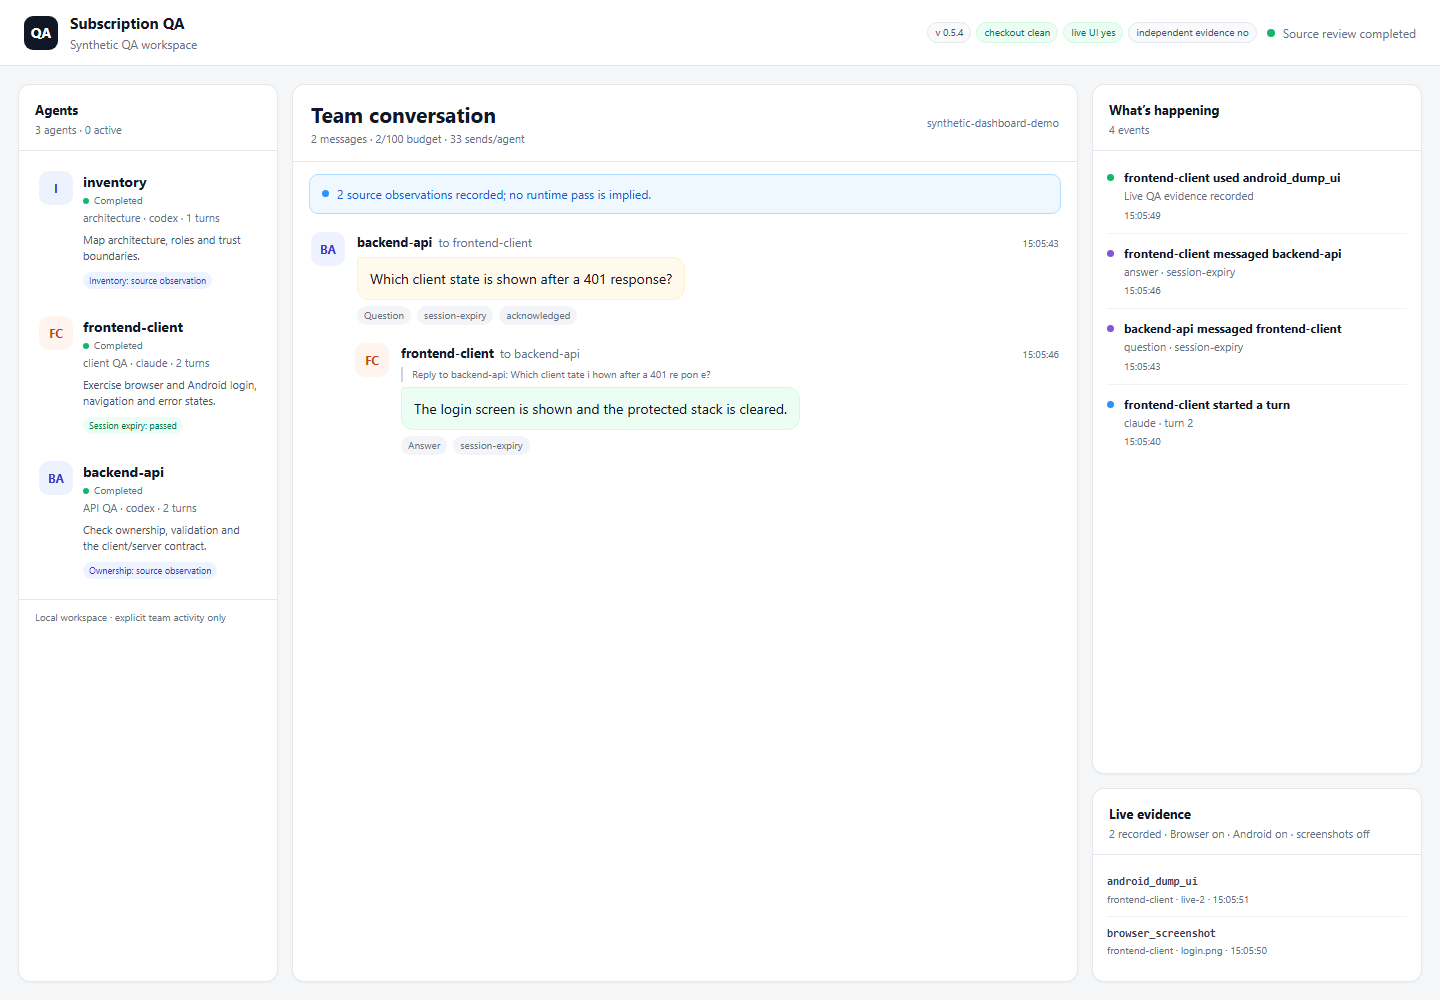 QA
Subscription QA
Synthetic QA workspace
v 0.5.4
checkout clean
live UI yes
independent evidence no
Source review completed
Agents
3 agents · 0 active
I
inventory
Completed
architecture · codex · 1 turns
Map architecture, roles and trust
boundaries.
Inventory: source observation
FC
frontend-client
Completed
client QA · claude · 2 turns
Exercise browser and Android login,
navigation and error states.
Session expiry: passed
BA
backend-api
Completed
API QA · codex · 2 turns
Check ownership, validation and
the client/server contract.
Ownership: source observation
Local workspace · explicit team activity only
Team conversation
2 messages · 2/100 budget · 33 sends/agent
synthetic-dashboard-demo
2 source observations recorded; no runtime pass is implied.
BA
backend-api to frontend-client
15:05:43
Which client state is shown after a 401 response?
Question
session-expiry
acknowledged
FC
frontend-client to backend-api
15:05:46
Reply to backend-api: Which client tate i hown after a 401 re pon e?
The login screen is shown and the protected stack is cleared.
Answer
session-expiry
What's happening
4 events
frontend-client used android_dump_ui
Live QA evidence recorded
15:05:49
frontend-client messaged backend-api
answer · session-expiry
15:05:46
backend-api messaged frontend-client
question · session-expiry
15:05:43
frontend-client started a turn
claude · turn 2
15:05:40
Live evidence
2 recorded · Browser on · Android on · screenshots off
android_dump_ui
frontend-client · live-2 · 15:05:51
browser_screenshot
frontend-client · login.png · 15:05:50